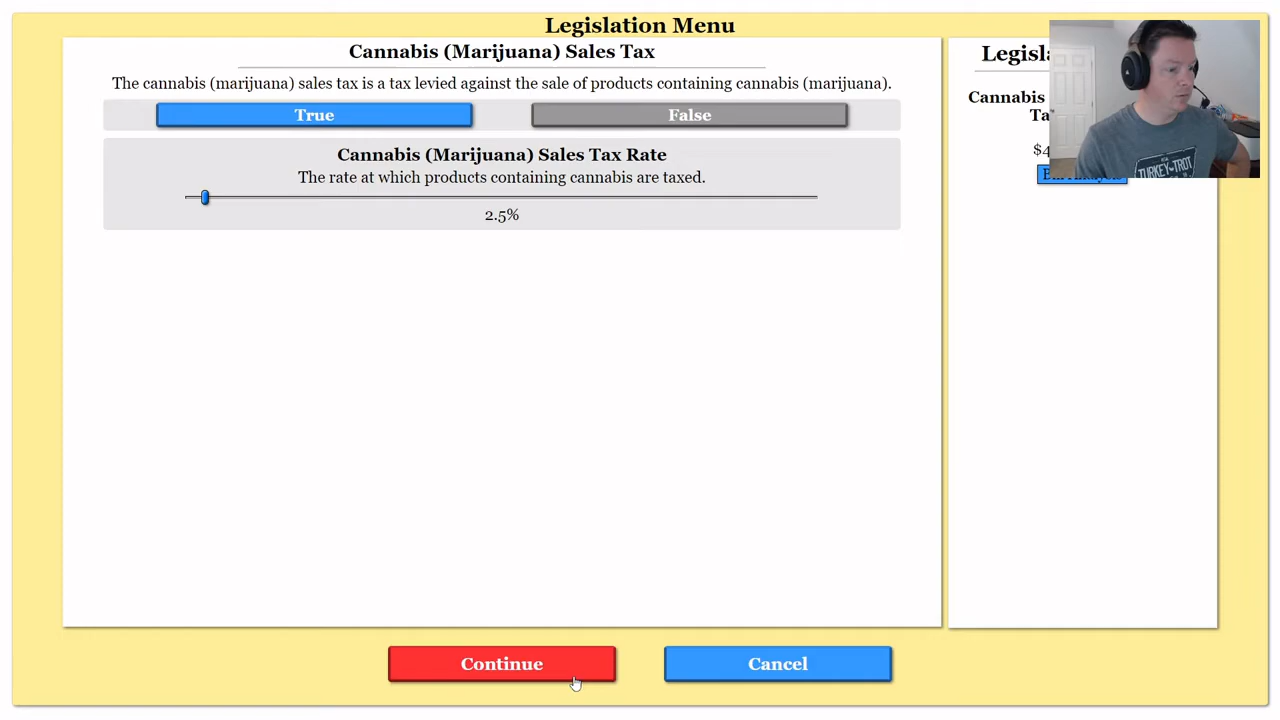 Legislation Menu
Cannabis (Marijuana) Sales Tax
The cannabis (marijuana) sales tax is a tax levied against the sale of products containing cannabis (marijuana).
True
False
Cannabis (Marijuana) Sales Tax Rate
The rate at which products containing cannabis are taxed.
2.5%
Cannabis
TURKEY TROT
Continue
Cancel